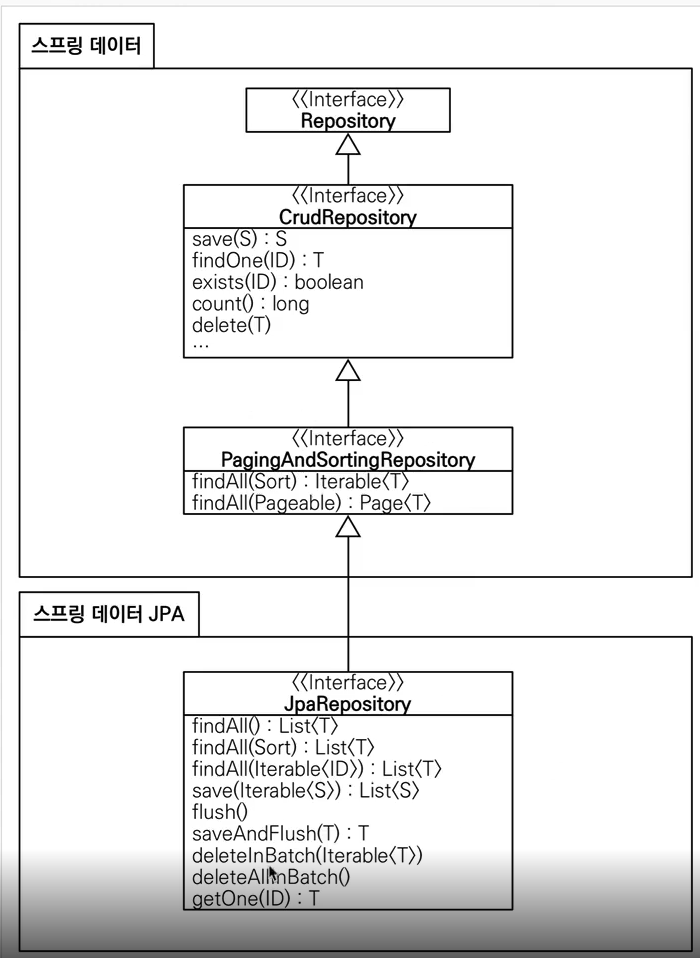 스프링 데이터
〈〈Interface〉〉
Repository
〈〈Interface〉〉
CrudRepository
save(S) : S
findOne(ID) : T
exists(ID) : boolean
count() : long
delete(T)
...
〈〈Interface〉〉
PagingAndSortingRepository
findAll(Sort) : Iterable〈T〉
findAll(Pageable) : Page〈T〉
스프링 데이터 JPA
〈〈Interface〉〉
JpaRepository
findAll() : List〈T〉
findAll(Sort) : List〈T〉
findAll(Iterable〈ID〉) : List〈T〉
save(Iterable〈S〉) : List〈S〉
flush()
saveAndFlush(T) : T
deleteInBatch(Iterable〈T〉)
deleteAllInBatch()
getOne(ID) : T